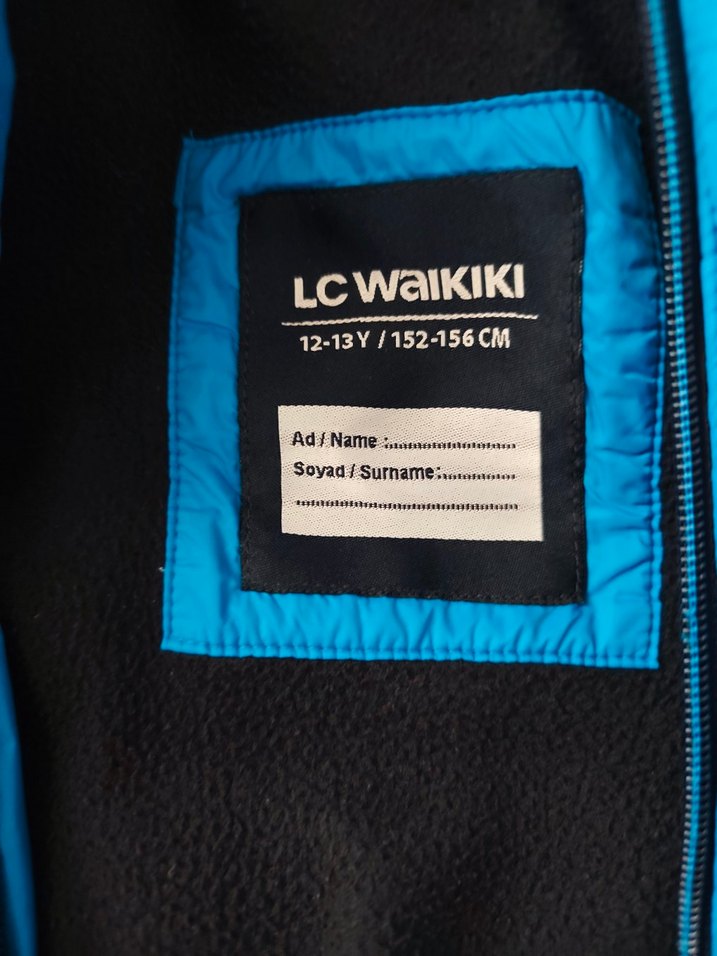 LC WAIKIKI
12-13 Y / 152-156 CM
Ad / Name :................................
Soyad / Surname:..................
......................................................